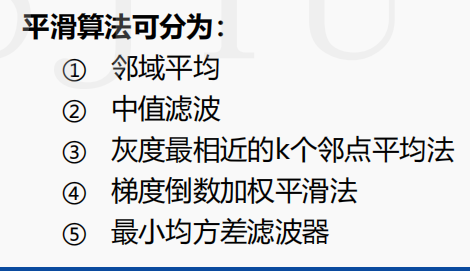 平滑算法可分为：
① 邻域平均
② 中值滤波
③ 灰度最相近的k个邻点平均法
④ 梯度倒数加权平滑法
⑤ 最小均方差滤波器